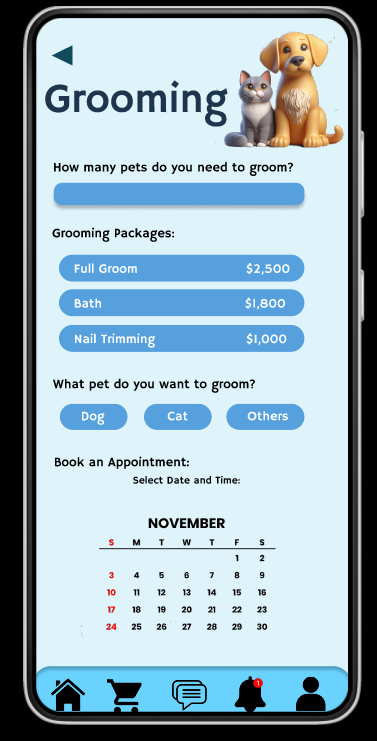 Grooming
How many pets do you need to groom?
Grooming Packages:
Full Groom $2,500
Bath $1,800
Nail Trimming $1,000
What pet do you want to groom?
Dog Cat Others
Book an Appointment:
Select Date and Time:
NOVEMBER
S M T W T F S
1 2
3 4 5 6 7 8 9
10 11 12 13 14 15 16
17 18 19 20 21 22 23
24 25 26 27 28 29 30
1